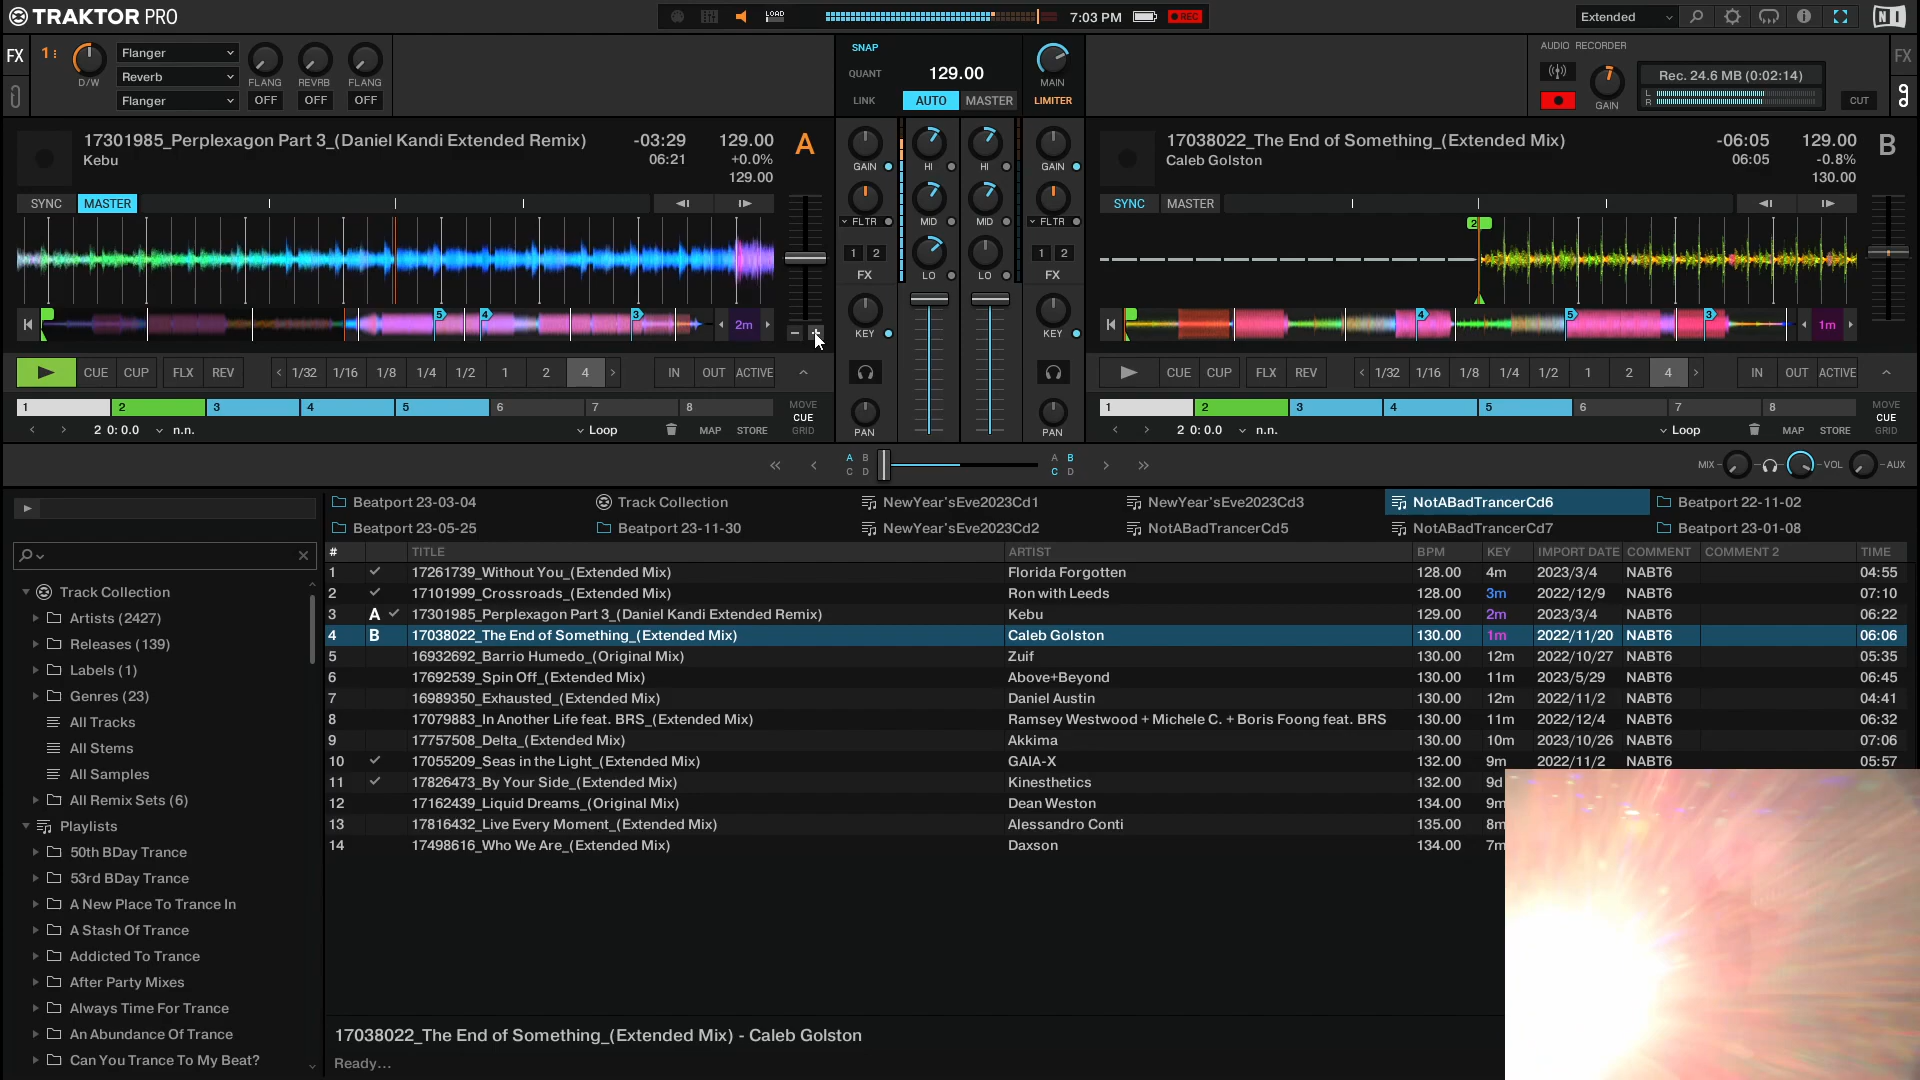 TRAKTOR PRO
LOAD
7:03 PM
REC
Extended
FX
1
D/W
Flanger
Reverb
Flanger
FLANG
REVRB
FLANG
OFF
OFF
OFF
SNAP
QUANT
129.00
LINK
AUTO
MASTER
MAIN
LIMITER
AUDIO RECORDER
GAIN
Rec. 24.6 MB (0:02:14)
L
R
CUT
FX
17301985_Perplexagon Part 3_(Daniel Kandi Extended Remix)
Kebu
-03:29
06:21
129.00
+0.0%
129.00
A
SYNC
MASTER
5
4
3
2m
CUE
CUP
FLX
REV
1/32
1/16
1/8
1/4
1/2
1
2
4
IN
OUT
ACTIVE
1
2
3
4
5
6
7
8
MOVE
CUE
GRID
2 0: 0.0
n.n.
Loop
MAP
STORE
GAIN
HI
HI
GAIN
FLTR
MID
MID
FLTR
1 2
FX
LO
LO
1 2
FX
KEY
KEY
PAN
PAN
17038022_The End of Something_(Extended Mix)
Caleb Golston
-06:05
06:05
129.00
-0.8%
130.00
B
SYNC
MASTER
2
4
5
3
1m
CUE
CUP
FLX
REV
1/32
1/16
1/8
1/4
1/2
1
2
4
IN
OUT
ACTIVE
1
2
3
4
5
6
7
8
MOVE
CUE
GRID
2 0: 0.0
n.n.
Loop
MAP
STORE
A B
C D
A B
C D
MIX
VOL
AUX
Beatport 23-03-04
Track Collection
NewYear'sEve2023Cd1
NewYear'sEve2023Cd3
NotABadTrancerCd6
Beatport 22-11-02
Beatport 23-05-25
Beatport 23-11-30
NewYear'sEve2023Cd2
NotABadTrancerCd5
NotABadTrancerCd7
Beatport 23-01-08
Track Collection
Artists (2427)
Releases (139)
Labels (1)
Genres (23)
All Tracks
All Stems
All Samples
All Remix Sets (6)
Playlists
50th BDay Trance
53rd BDay Trance
A New Place To Trance In
A Stash Of Trance
Addicted To Trance
After Party Mixes
Always Time For Trance
An Abundance Of Trance
Can You Trance To My Beat?
# TITLE ARTIST BPM KEY IMPORT DATE COMMENT COMMENT 2 TIME
1 17261739_Without You_(Extended Mix) Florida Forgotten 128.00 4m 2023/3/4 NABT6 04:55
2 17101999_Crossroads_(Extended Mix) Ron with Leeds 128.00 3m 2022/12/9 NABT6 07:10
3 A 17301985_Perplexagon Part 3_(Daniel Kandi Extended Remix) Kebu 129.00 2m 2023/3/4 NABT6 06:22
4 B 17038022_The End of Something_(Extended Mix) Caleb Golston 130.00 1m 2022/11/20 NABT6 06:06
5 16932692_Barrio Humedo_(Original Mix) Zuif 130.00 12m 2022/10/27 NABT6 05:35
6 17692539_Spin Off_(Extended Mix) Above+Beyond 130.00 11m 2023/5/29 NABT6 06:45
7 16989350_Exhausted_(Extended Mix) Daniel Austin 130.00 12m 2022/11/2 NABT6 04:41
8 17079883_In Another Life feat. BRS_(Extended Mix) Ramsey Westwood + Michele C. + Boris Foong feat. BRS 130.00 11m 2022/12/4 NABT6 06:32
9 17757508_Delta_(Extended Mix) Akkima 130.00 10m 2023/10/26 NABT6 07:06
10 17055209_Seas in the Light_(Extended Mix) GAIA-X 132.00 9m 2022/11/2 NABT6 05:57
11 17826473_By Your Side_(Extended Mix) Kinesthetics 132.00 9d
12 17162439_Liquid Dreams_(Original Mix) Dean Weston 134.00 9m
13 17816432_Live Every Moment_(Extended Mix) Alessandro Conti 135.00 8m
14 17498616_Who We Are_(Extended Mix) Daxson 134.00 7m
17038022_The End of Something_(Extended Mix) - Caleb Golston
Ready...